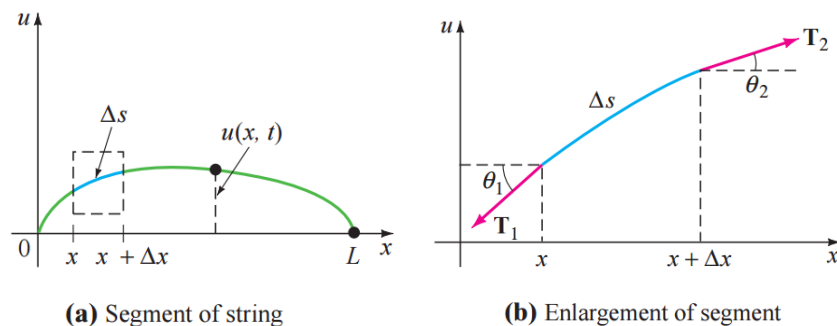 u
Δs
u(x, t)
0
x
x + Δx
L
x
(a) Segment of string
u
T₂
Δs
θ₂
θ₁
T₁
x
x + Δx
x
(b) Enlargement of segment